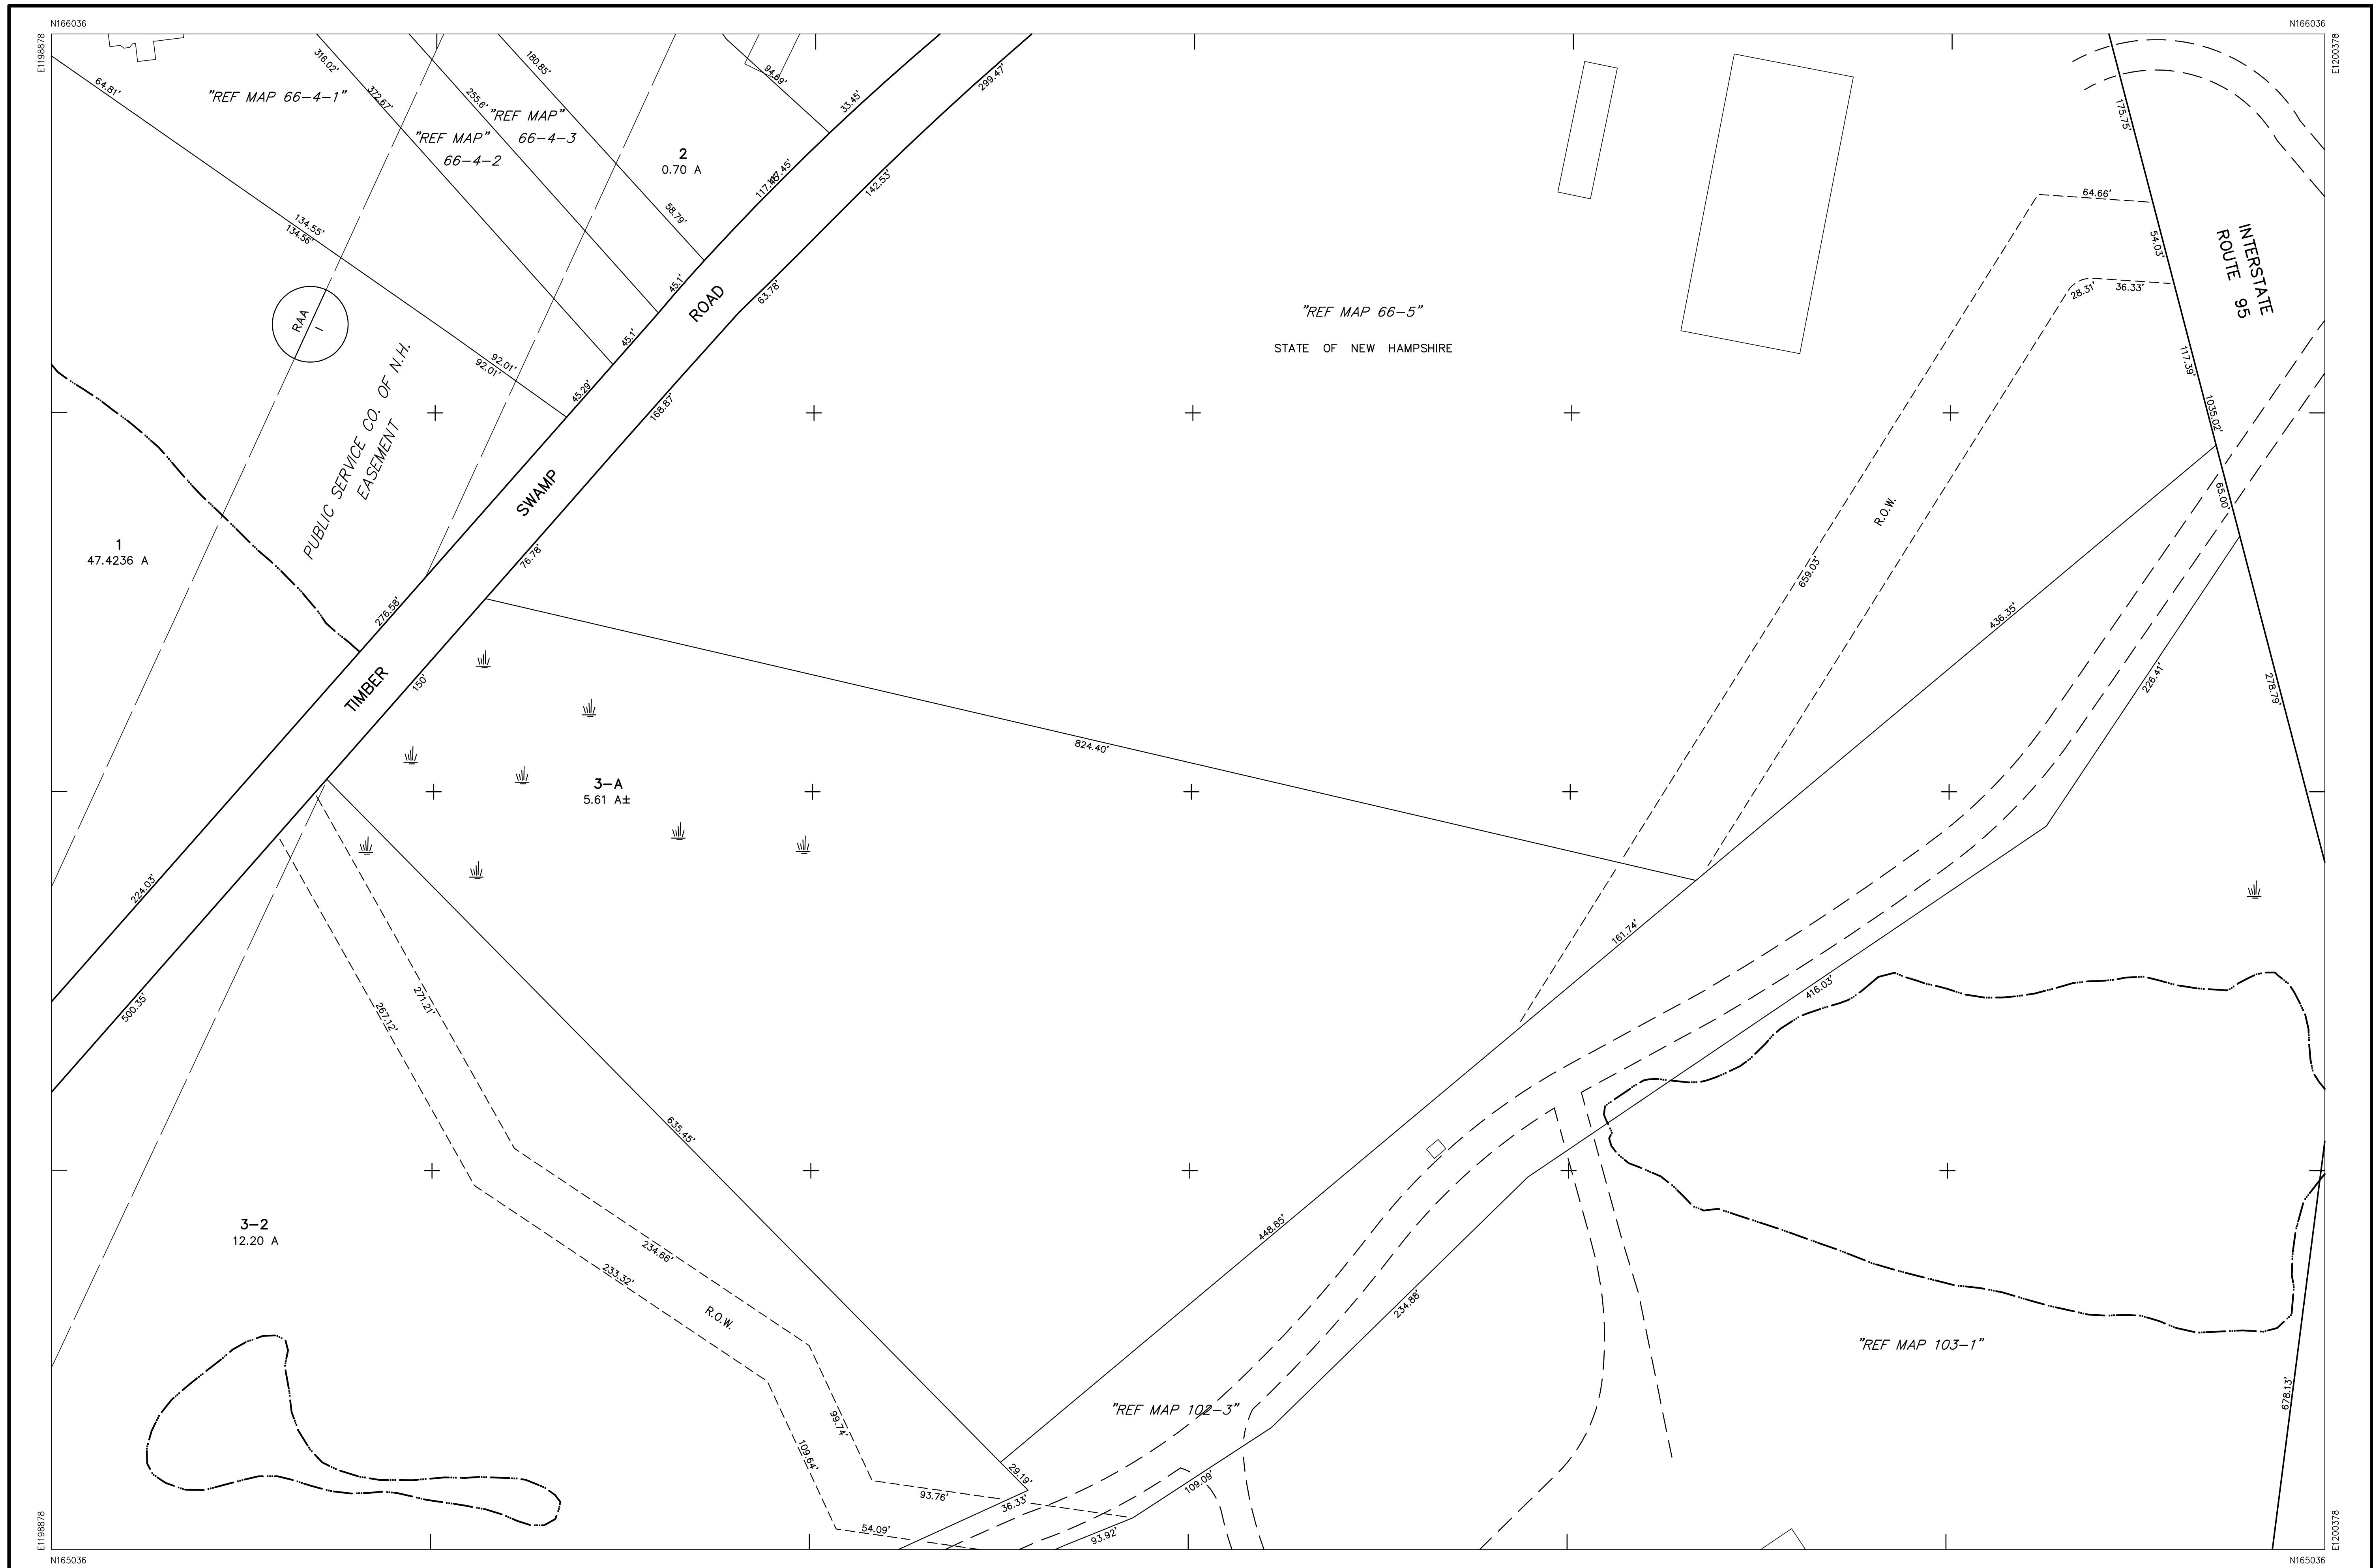 N166036
N166036
E1198878
E1200378
64.81'
"REF MAP 66-4-1"
316.02'
372.67'
255.6'
180.85'
"REF MAP"
66-4-2
"REF MAP"
66-4-3
94.69'
33.45'
299.47'
2
0.70 A
142.53'
58.79'
134.55'
134.56'
RAA
1
PUBLIC SERVICE CO. OF N.H.
EASEMENT
92.01'
92.01'
45.1'
45.1'
45.29'
63.78'
168.87'
76.78'
276.58'
150'
224.03'
500.35'
TIMBER
SWAMP
ROAD
1
47.4236 A
"REF MAP 66-5"
STATE OF NEW HAMPSHIRE
175.75'
64.66'
54.03'
28.31'
36.33'
INTERSTATE
ROUTE 95
117.39'
1035.02'
65.00'
R.O.W.
659.03'
436.35'
226.41'
278.79'
824.40'
3-A
5.61 A±
161.74'
416.03'
271.21'
267.12'
635.45'
448.85'
3-2
12.20 A
234.66'
233.32'
R.O.W.
234.88'
"REF MAP 103-1"
"REF MAP 102-3"
678.13'
99.74'
109.64'
29.19'
36.33'
93.76'
54.09'
109.09'
93.92'
E1198878
E1200378
N165036
N165036